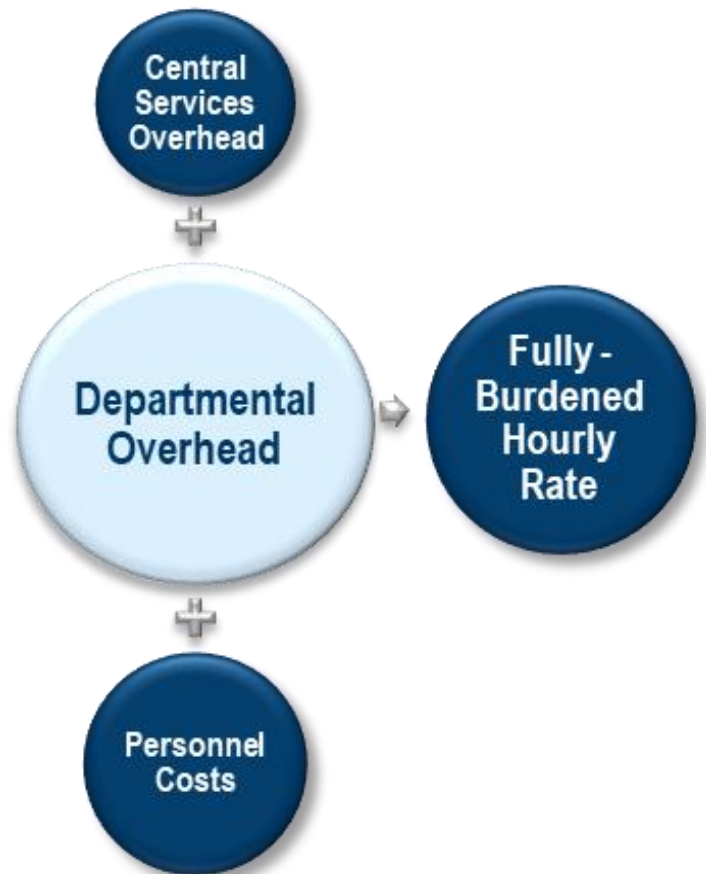 Central
Services
Overhead
Departmental
Overhead
Fully -
Burdened
Hourly
Rate
Personnel
Costs